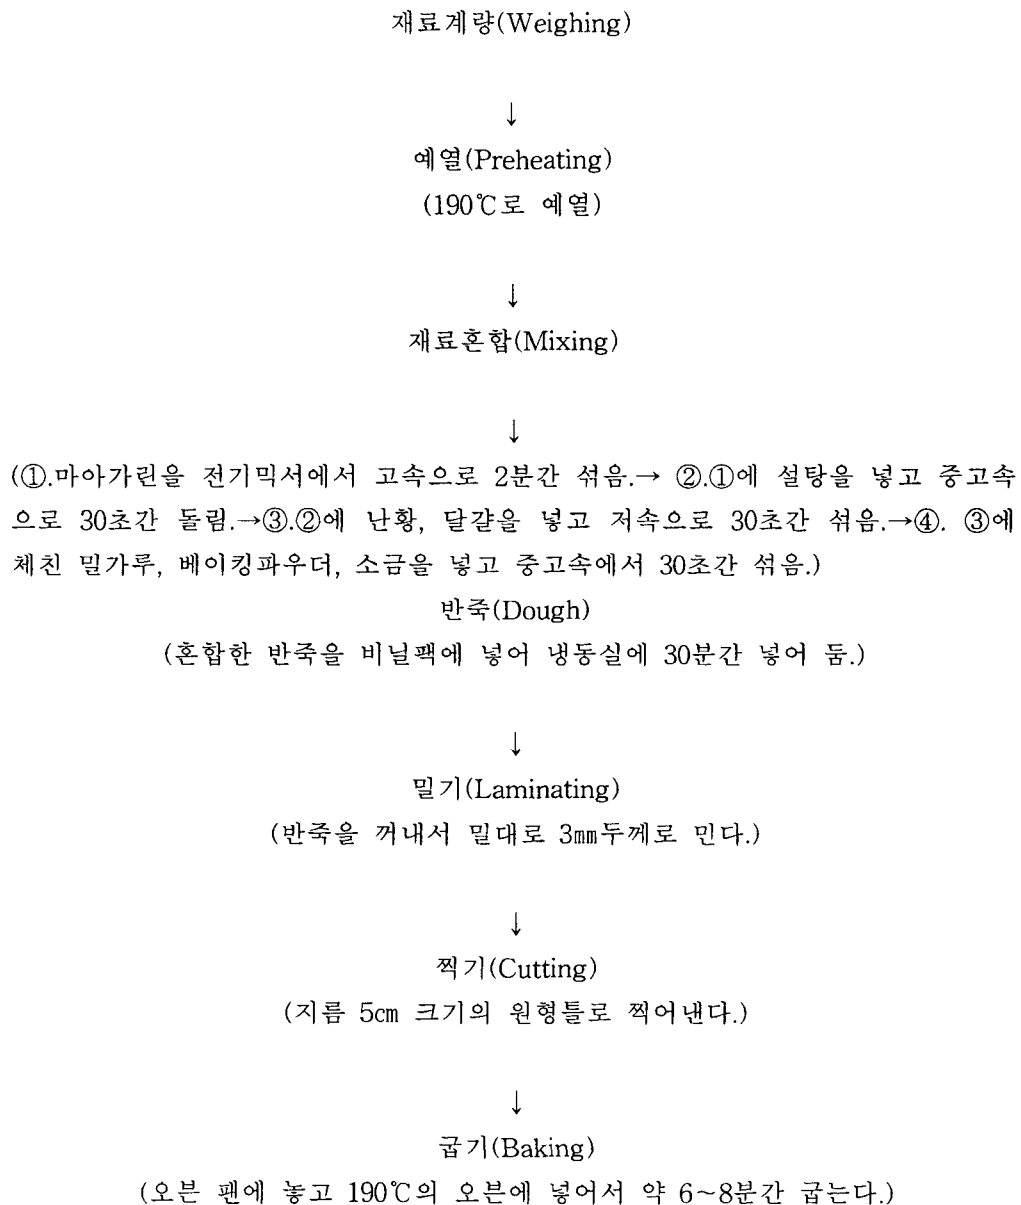 재료계량(Weighing)
↓
예열(Preheating)
(190℃로 예열)
↓
재료혼합(Mixing)
↓
(①.마아가린을 전기믹서에서 고속으로 2분간 섞음.→ ②.①에 설탕을 넣고 중고속
으로 30초간 돌림.→③.②에 난황, 달걀을 넣고 저속으로 30초간 섞음.→④. ③에
체친 밀가루, 베이킹파우더, 소금을 넣고 중고속에서 30초간 섞음.)
반죽(Dough)
(혼합한 반죽을 비닐팩에 넣어 냉동실에 30분간 넣어 둠.)
↓
밀기(Laminating)
(반죽을 꺼내서 밀대로 3㎜두께로 민다.)
↓
찍기(Cutting)
(지름 5㎝ 크기의 원형틀로 찍어낸다.)
↓
굽기(Baking)
(오븐 팬에 놓고 190℃의 오븐에 넣어서 약 6~8분간 굽는다.)